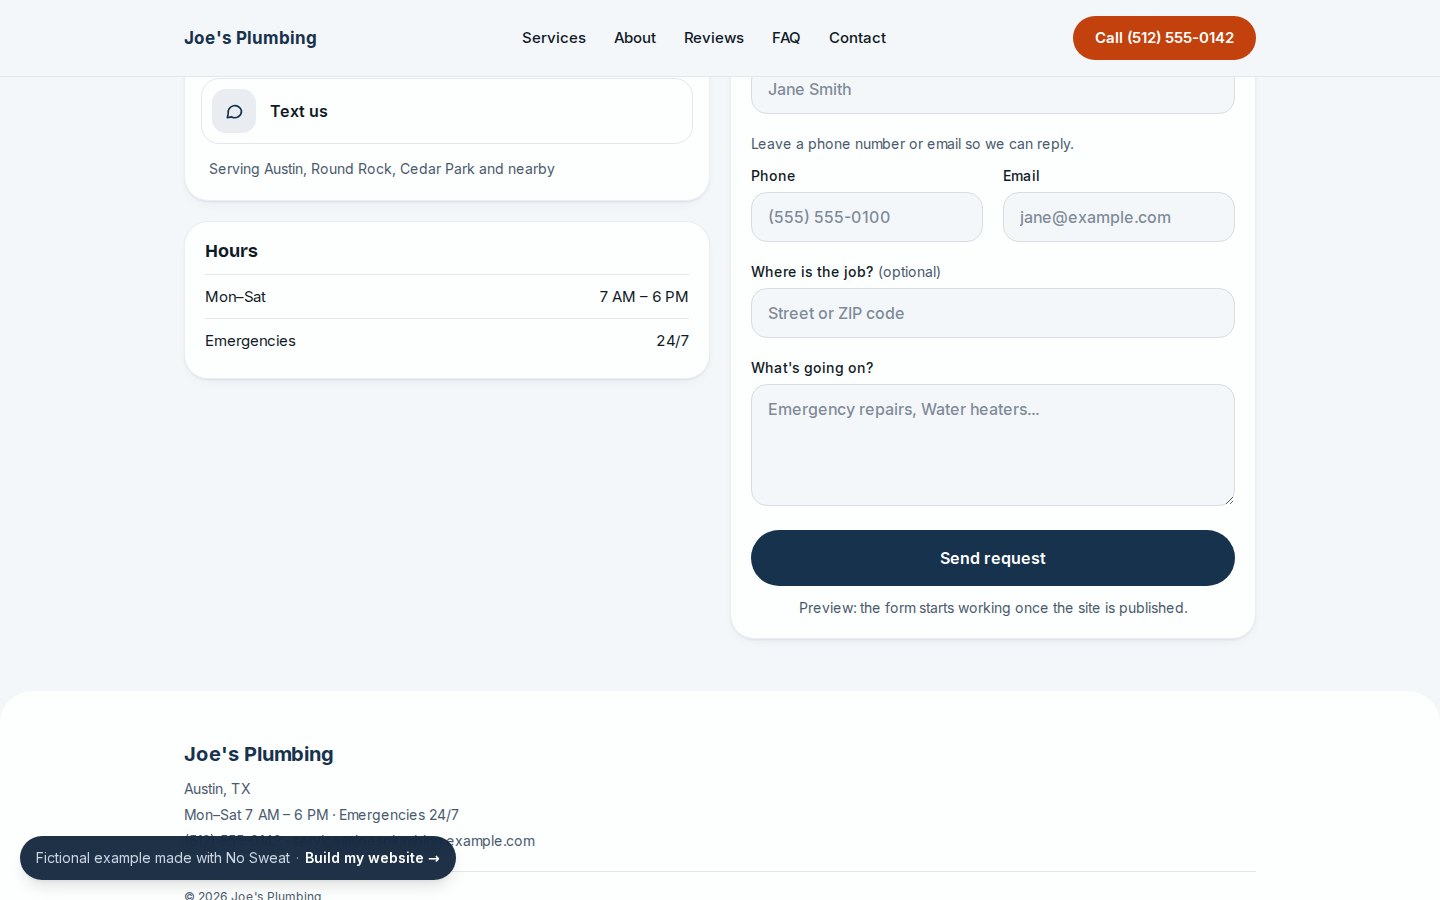 Joe's Plumbing
Services
About
Reviews
FAQ
Contact
Call (512) 555-0142
Text us
Serving Austin, Round Rock, Cedar Park and nearby
Hours
Mon–Sat
7 AM – 6 PM
Emergencies
24/7
Jane Smith
Leave a phone number or email so we can reply.
Phone
Email
(555) 555-0100
jane@example.com
Where is the job? (optional)
Street or ZIP code
What's going on?
Emergency repairs, Water heaters...
Send request
Preview: the form starts working once the site is published.
Joe's Plumbing
Austin, TX
Mon–Sat 7 AM – 6 PM · Emergencies 24/7
example.com
Fictional example made with No Sweat · Build my website →
© 2026 Joe's Plumbing